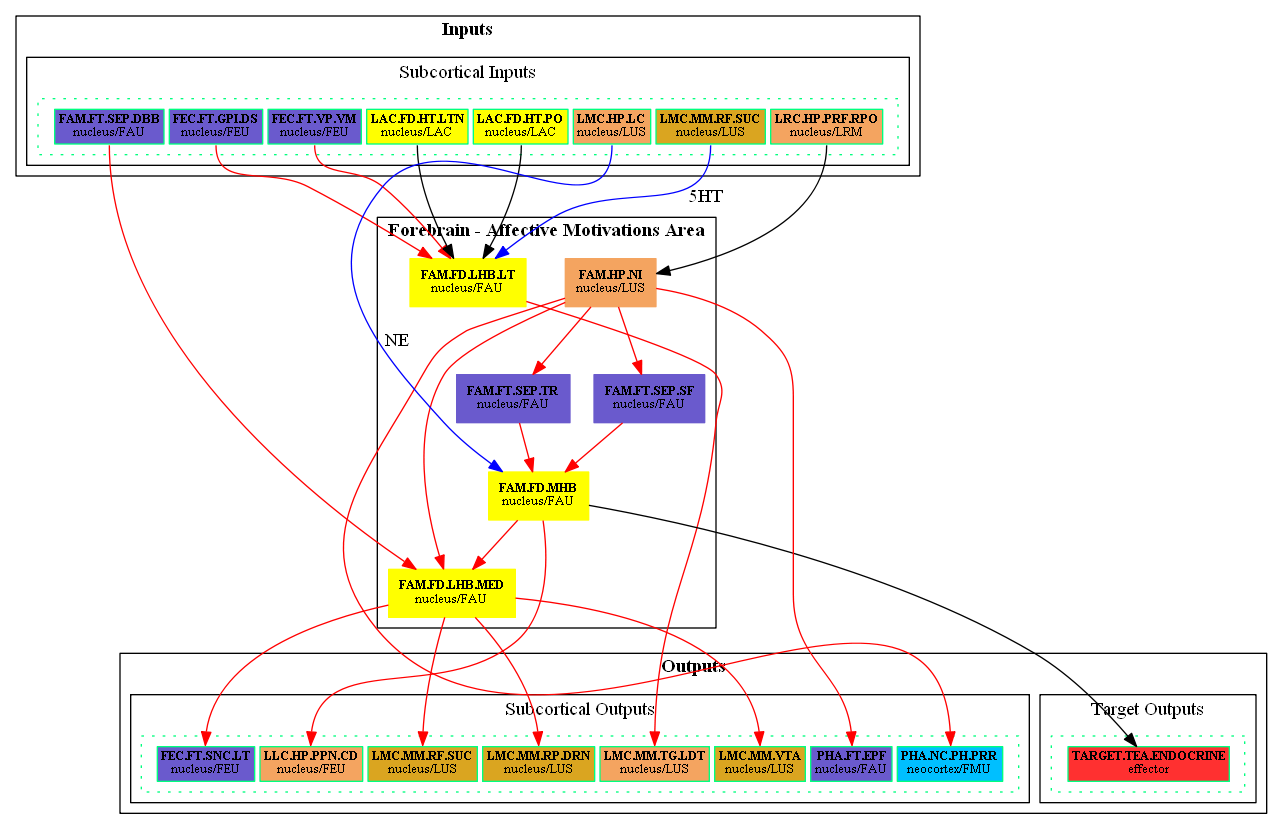 Inputs
Subcortical Inputs
FAM.FT.SEP.DBB
nucleus/FAU
FEC.FT.GPI.DS
nucleus/FEU
FEC.FT.VP.VM
nucleus/FEU
LAC.FD.HT.LTN
nucleus/LAC
LAC.FD.HT.PO
nucleus/LAC
LMC.HP.LC
nucleus/LUS
LMC.MM.RF.SUC
nucleus/LUS
LRC.HP.PRF.RPO
nucleus/LRM
5HT
Forebrain - Affective Motivations Area
FAM.FD.LHB.LT
nucleus/FAU
FAM.HP.NI
nucleus/LUS
NE
FAM.FT.SEP.TR
nucleus/FAU
FAM.FT.SEP.SF
nucleus/FAU
FAM.FD.MHB
nucleus/FAU
FAM.FD.LHB.MED
nucleus/FAU
Outputs
Subcortical Outputs
Target Outputs
FEC.FT.SNC.LT
nucleus/FEU
LLC.HP.PPN.CD
nucleus/FEU
LMC.MM.RF.SUC
nucleus/LUS
LMC.MM.RP.DRN
nucleus/LUS
LMC.MM.TG.LDT
nucleus/LUS
LMC.MM.VTA
nucleus/LUS
PHA.FT.EPF
nucleus/FAU
PHA.NC.PH.PRR
neocortex/FMU
TARGET.TEA.ENDOCRINE
effector